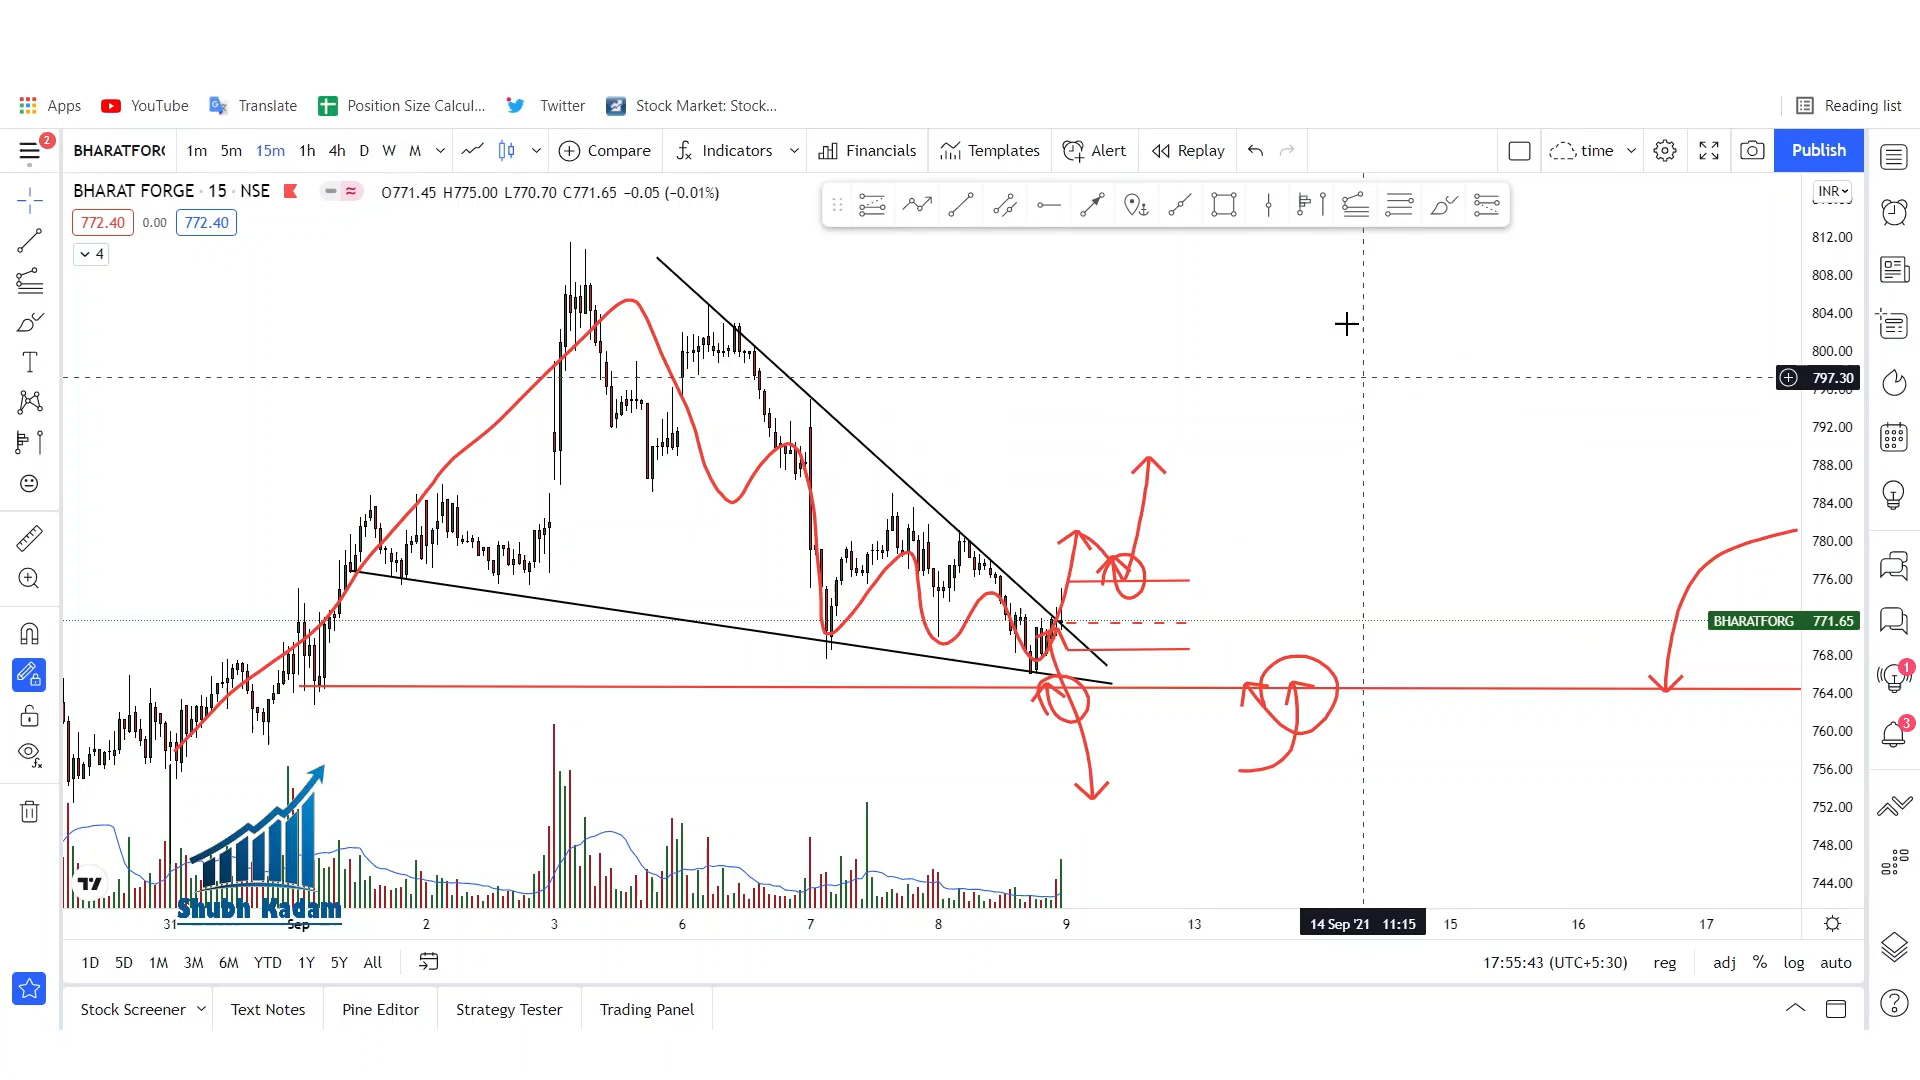 Apps YouTube Translate Position Size Calcul... Twitter Stock Market: Stock... Reading list
2
BHARATFOR 1m 5m 15m 1h 4h D W M Compare Indicators Financials Templates Alert Replay time Publish
BHARAT FORGE · 15 · NSE O771.45 H775.00 L770.70 C771.65 −0.05 (−0.01%) INR
772.40 0.00 772.40
4
812.00
808.00
804.00
800.00
797.30
792.00
788.00
784.00
780.00
776.00
BHARATFORG 771.65
768.00
764.00
760.00
756.00
752.00
748.00
744.00
1
3
Shubh Kadam
31 Sep 2 3 6 7 8 9 13 14 Sep '21 11:15 15 16 17
1D 5D 1M 3M 6M YTD 1Y 5Y All 17:55:43 (UTC+5:30) reg adj % log auto
Stock Screener Text Notes Pine Editor Strategy Tester Trading Panel